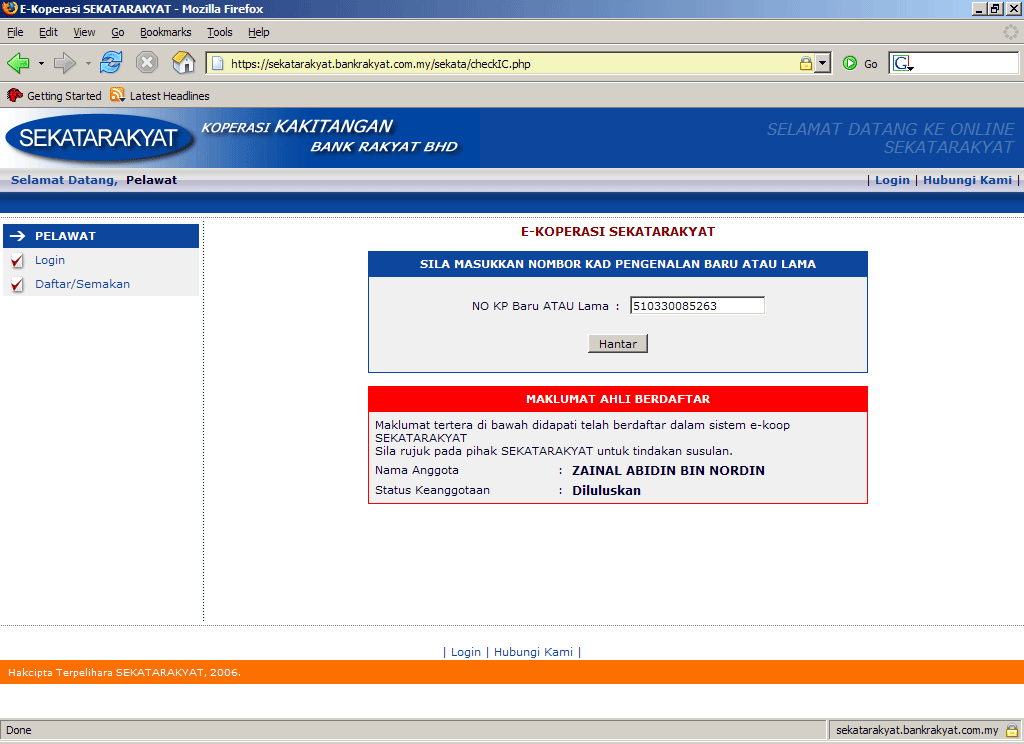 E-Koperasi SEKATARAKYAT - Mozilla Firefox
File Edit View Go Bookmarks Tools Help
https://sekatarakyat.bankrakyat.com.my/sekata/checkIC.php Go G
Getting Started Latest Headlines
SEKATARAKYAT
KOPERASI KAKITANGAN
BANK RAKYAT BHD
SELAMAT DATANG KE ONLINE
SEKATARAKYAT
Selamat Datang, Pelawat
| Login | Hubungi Kami |
PELAWAT
Login
Daftar/Semakan
E-KOPERASI SEKATARAKYAT
SILA MASUKKAN NOMBOR KAD PENGENALAN BARU ATAU LAMA
NO KP Baru ATAU Lama : 510330085263
Hantar
MAKLUMAT AHLI BERDAFTAR
Maklumat tertera di bawah didapati telah berdaftar dalam sistem e-koop
SEKATARAKYAT
Sila rujuk pada pihak SEKATARAKYAT untuk tindakan susulan.
Nama Anggota : ZAINAL ABIDIN BIN NORDIN
Status Keanggotaan : Diluluskan
| Login | Hubungi Kami |
Hakcipta Terpelihara SEKATARAKYAT, 2006.
Done
sekatarakyat.bankrakyat.com.my